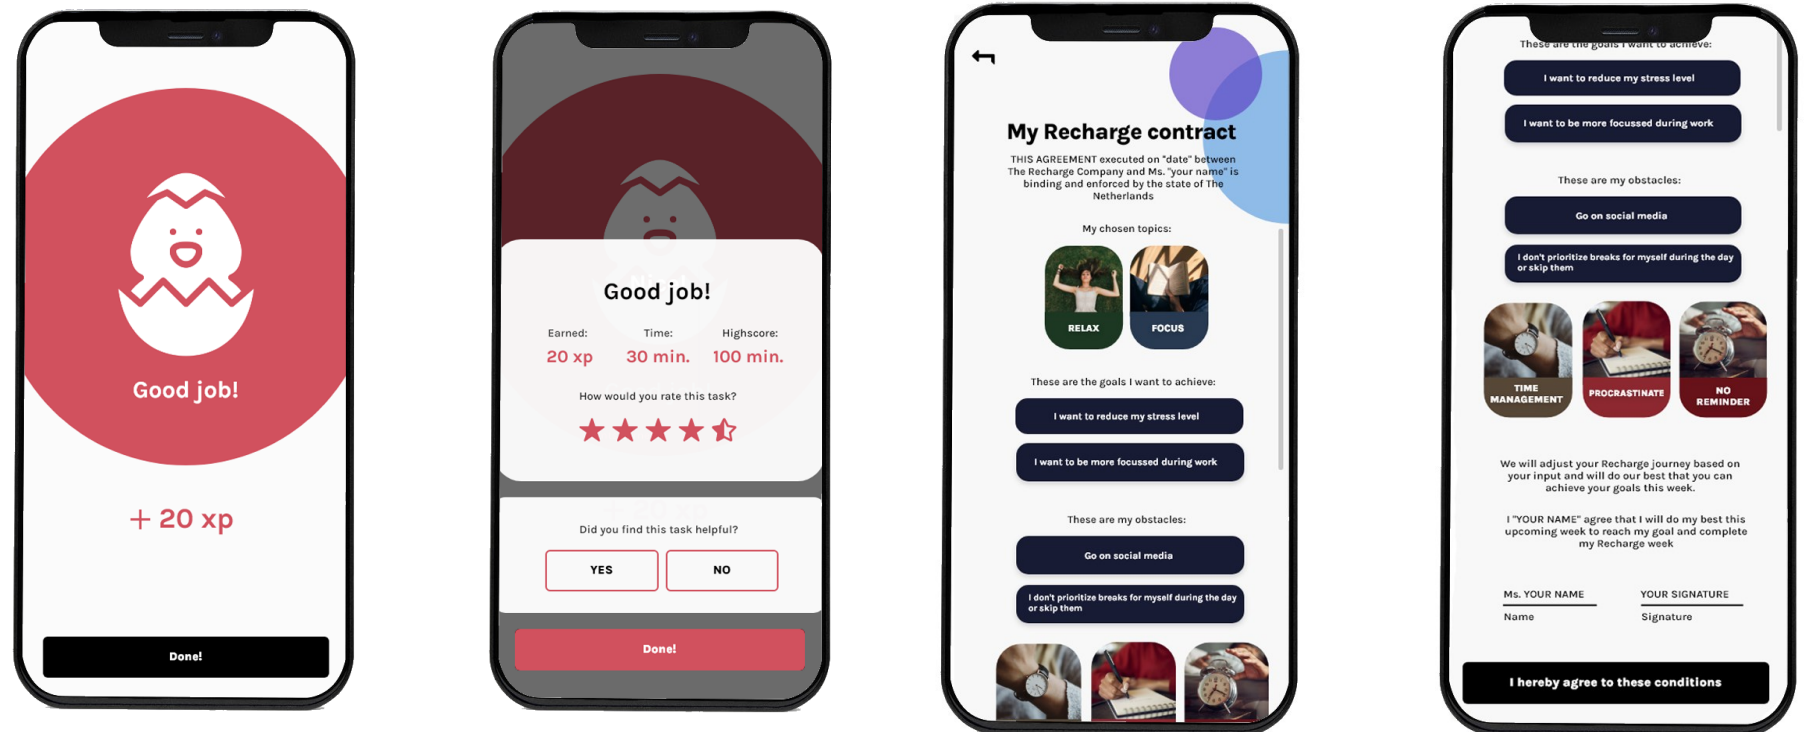 Good job!
+ 20 xp
Done!
Good job!
Earned:
Time:
Highscore:
20 xp
30 min.
100 min.
How would you rate this task?
Did you find this task helpful?
YES
NO
Done!
My Recharge contract
THIS AGREEMENT executed on "date" between
The Recharge Company and Ms. "your name" is
binding and enforced by the state of The
Netherlands
My chosen topics:
RELAX
FOCUS
These are the goals I want to achieve:
I want to reduce my stress level
I want to be more focussed during work
These are my obstacles:
Go on social media
I don't prioritize breaks for myself during the day
or skip them
These are the goals I want to achieve:
I want to reduce my stress level
I want to be more focussed during work
These are my obstacles:
Go on social media
I don't prioritize breaks for myself during the day
or skip them
TIME
MANAGEMENT
PROCRASTINATE
NO
REMINDER
We will adjust your Recharge journey based on
your input and will do our best that you can
achieve your goals this week.
I "YOUR NAME" agree that I will do my best this
upcoming week to reach my goal and complete
my Recharge week
Ms. YOUR NAME
YOUR SIGNATURE
Name
Signature
I hereby agree to these conditions